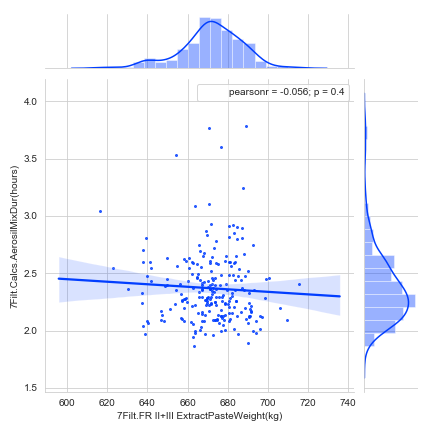 pearsonr = -0.056; p = 0.4
4.0
3.5
3.0
2.5
2.0
1.5
7Filt.Calcs.AerosilMixDur(hours)
600 620 640 660 680 700 720 740
7Filt.FR II+III ExtractPasteWeight(kg)